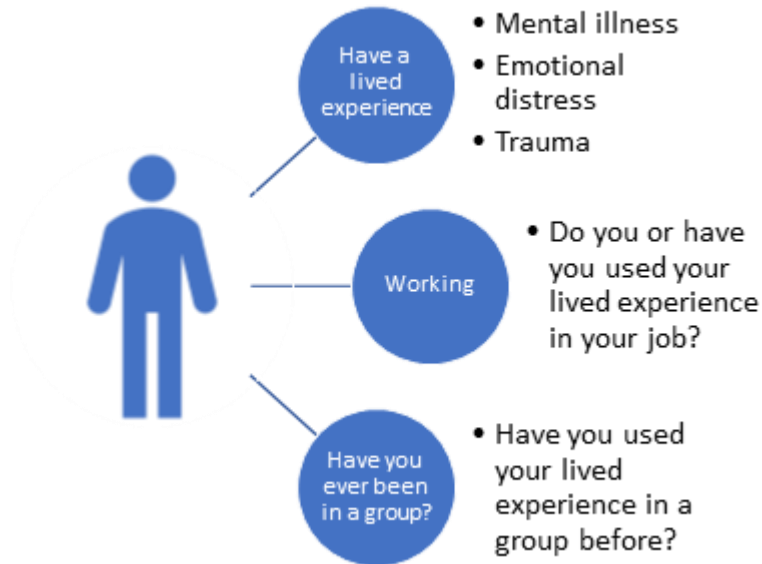 Have a
lived
experience
• Mental illness
• Emotional
distress
• Trauma
Working
• Do you or have
you used your
lived experience
in your job?
Have you
ever been
in a group?
• Have you used
your lived
experience in a
group before?